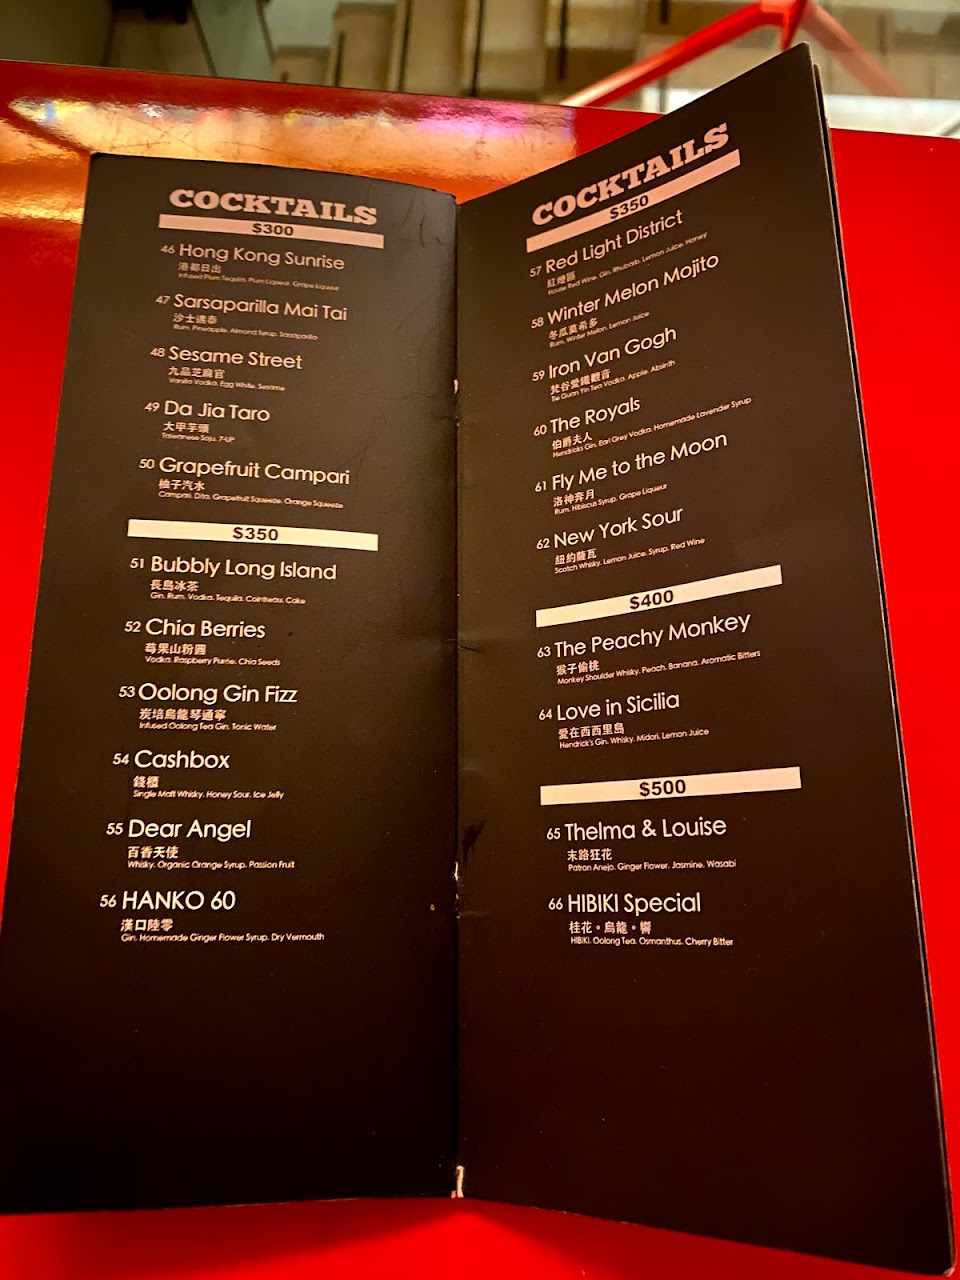 COCKTAILS
$300
46 Hong Kong Sunrise
港都日出
Infused Plum Tequila, Plum Liqueur, Grape Liqueur
47 Sarsaparilla Mai Tai
沙士邁泰
Rum, Pineapple, Almond Syrup, Sarsaparilla
48 Sesame Street
九品芝麻官
Vanilla Vodka, Egg White, Sesame
49 Da Jia Taro
大甲芋頭
Taiwanese Soju, 7-UP
50 Grapefruit Campari
柚子汽水
Campari, Dita, Grapefruit Squeeze, Orange Squeeze
$350
51 Bubbly Long Island
長島冰茶
Gin, Rum, Vodka, Tequila, Cointreau, Coke
52 Chia Berries
莓果山粉圓
Vodka, Raspberry Purée, Chia Seeds
53 Oolong Gin Fizz
炭培烏龍琴通寧
Infused Oolong Tea Gin, Tonic Water
54 Cashbox
錢櫃
Single Malt Whisky, Honey Sour, Ice Jelly
55 Dear Angel
百香天使
Whisky, Organic Orange Syrup, Passion Fruit
56 HANKO 60
漢口陸零
Gin, Homemade Ginger Flower Syrup, Dry Vermouth
COCKTAILS
$350
57 Red Light District
紅燈區
House Red Wine, Gin, Rhubarb, Lemon Juice, Honey
58 Winter Melon Mojito
冬瓜莫希多
Rum, Winter Melon, Lemon Juice
59 Iron Van Gogh
梵谷愛鐵觀音
Tie Guan Yin Tea Vodka, Apple, Absinth
60 The Royals
伯爵夫人
Hendricks Gin, Earl Grey Vodka, Homemade Lavender Syrup
61 Fly Me to the Moon
洛神奔月
Rum, Hibiscus Syrup, Grape Liqueur
62 New York Sour
紐約薩瓦
Scotch Whisky, Lemon Juice, Syrup, Red Wine
$400
63 The Peachy Monkey
猴子偷桃
Monkey Shoulder Whisky, Peach, Banana, Aromatic Bitters
64 Love in Sicilia
愛在西西里島
Hendrick's Gin, Whisky, Midori, Lemon Juice
$500
65 Thelma & Louise
末路狂花
Patron Anejo, Ginger Flower, Jasmine, Wasabi
66 HIBIKI Special
桂花。烏龍。響
HIBIKI, Oolong Tea, Osmanthus, Cherry Bitter